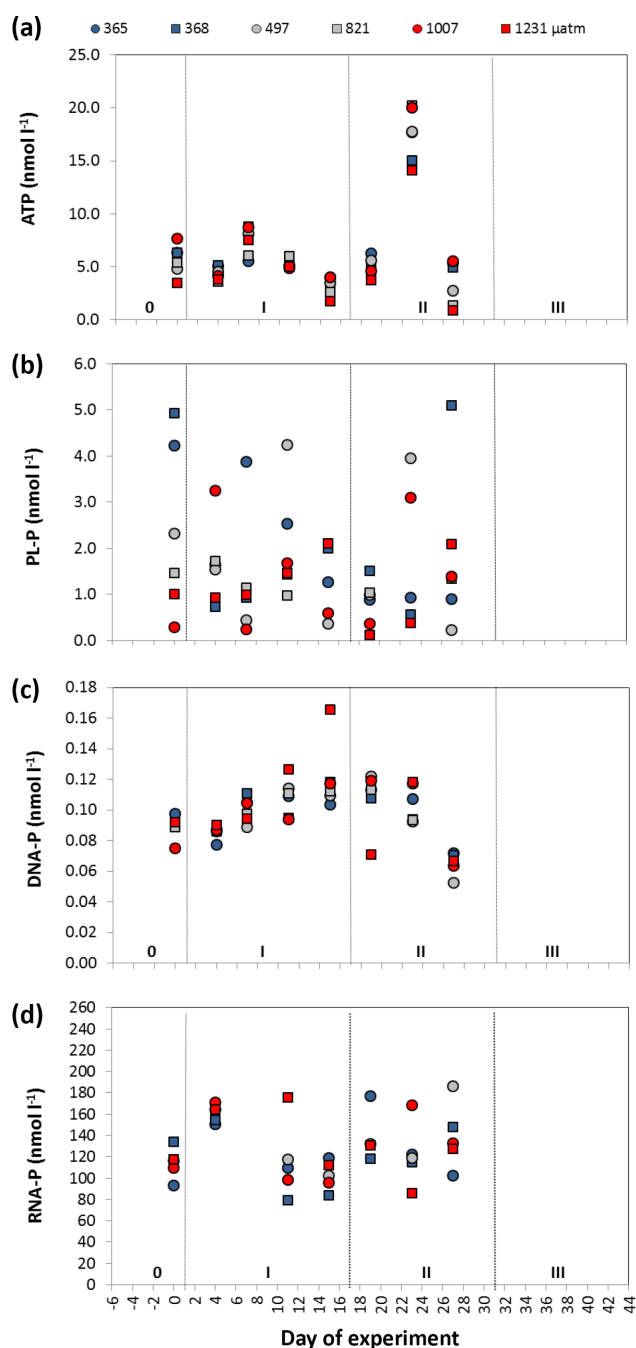 (a)
365 368 497 821 1007 1231 µatm
25.0
20.0
15.0
10.0
5.0
0.0
ATP (nmol l-1)
0 I II III
(b)
6.0
5.0
4.0
3.0
2.0
1.0
0.0
PL-P (nmol l-1)
(c)
0.18
0.16
0.14
0.12
0.10
0.08
0.06
0.04
0.02
0.00
DNA-P (nmol l-1)
0 I II III
(d)
260
240
220
200
180
160
140
120
100
80
60
40
20
0
RNA-P (nmol l-1)
0 I II III
-6 -4 -2 0 2 4 6 8 10 12 14 16 18 20 22 24 26 28 30 32 34 36 38 40 42 44
Day of experiment